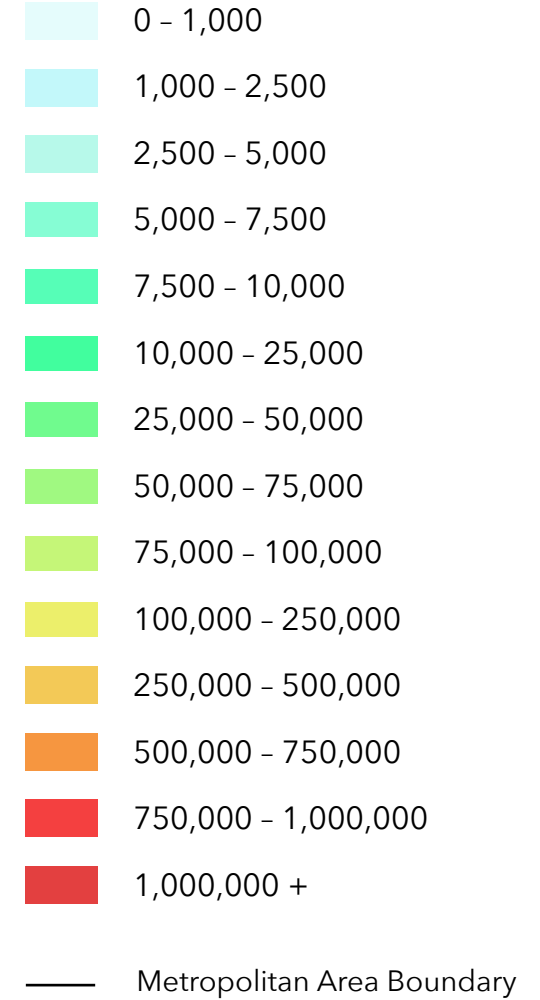 0 – 1,000
1,000 – 2,500
2,500 – 5,000
5,000 – 7,500
7,500 – 10,000
10,000 – 25,000
25,000 – 50,000
50,000 – 75,000
75,000 – 100,000
100,000 – 250,000
250,000 – 500,000
500,000 – 750,000
750,000 – 1,000,000
1,000,000 +
Metropolitan Area Boundary